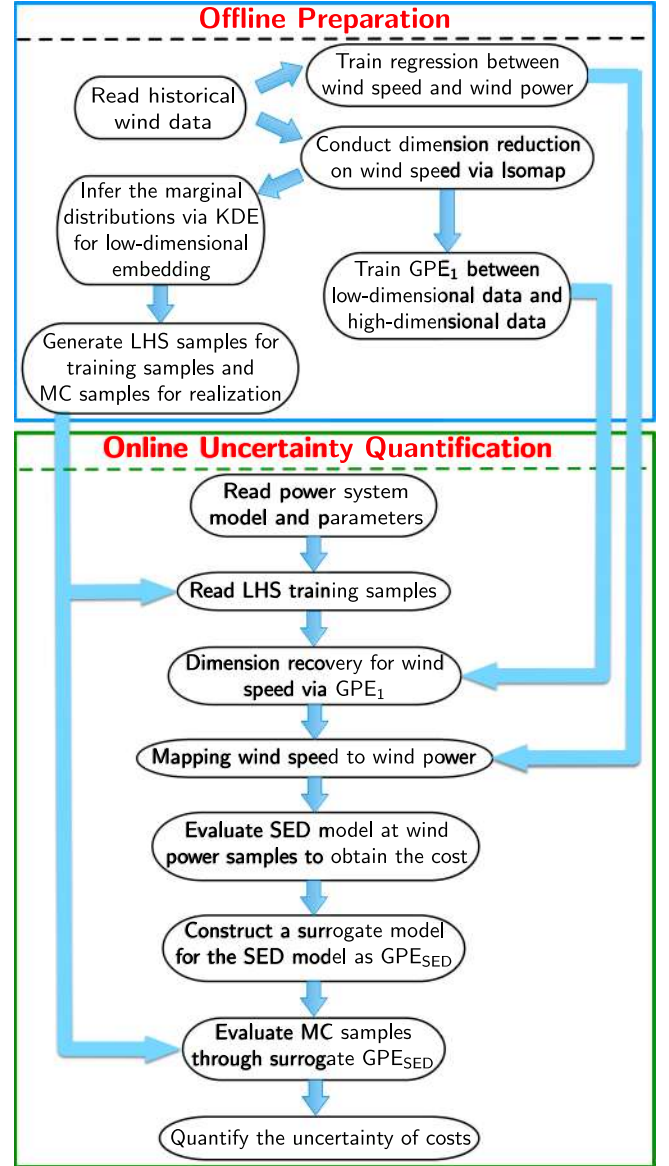 Offline Preparation
Read historical
wind data
Train regression between
wind speed and wind power
Conduct dimension reduction
on wind speed via Isomap
Infer the marginal
distributions via KDE
for low-dimensional
embedding
Train GPE₁ between
low-dimensional data and
high-dimensional data
Generate LHS samples for
training samples and
MC samples for realization
Online Uncertainty Quantification
Read power system
model and parameters
Read LHS training samples
Dimension recovery for wind
speed via GPE₁
Mapping wind speed to wind power
Evaluate SED model at wind
power samples to obtain the cost
Construct a surrogate model
for the SED model as GPE_SED
Evaluate MC samples
through surrogate GPE_SED
Quantify the uncertainty of costs